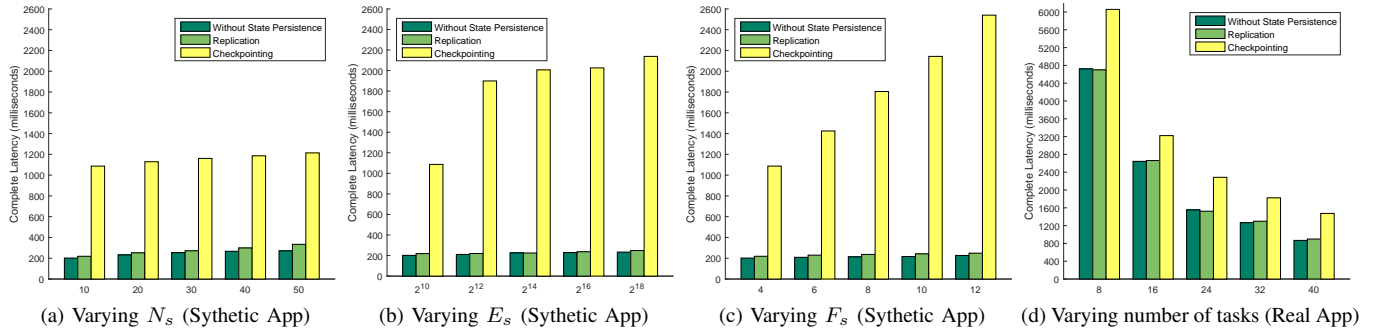 2600
2400
2200
2000
1800
1600
1400
1200
1000
800
600
400
200
0
Complete Latency (milliseconds)
Without State Persistence
Replication
Checkpointing
10 20 30 40 50
(a) Varying N_s (Sythetic App)
2600
2400
2200
2000
1800
1600
1400
1200
1000
800
600
400
200
0
Complete Latency (milliseconds)
Without State Persistence
Replication
Checkpointing
2^10 2^12 2^14 2^16 2^18
(b) Varying E_s (Sythetic App)
2600
2400
2200
2000
1800
1600
1400
1200
1000
800
600
400
200
0
Complete Latency (milliseconds)
Without State Persistence
Replication
Checkpointing
4 6 8 10 12
(c) Varying F_s (Sythetic App)
6000
5600
5200
4800
4400
4000
3600
3200
2800
2400
2000
1600
1200
800
400
0
Complete Latency (milliseconds)
Without State Persistence
Replication
Checkpointing
8 16 24 32 40
(d) Varying number of tasks (Real App)